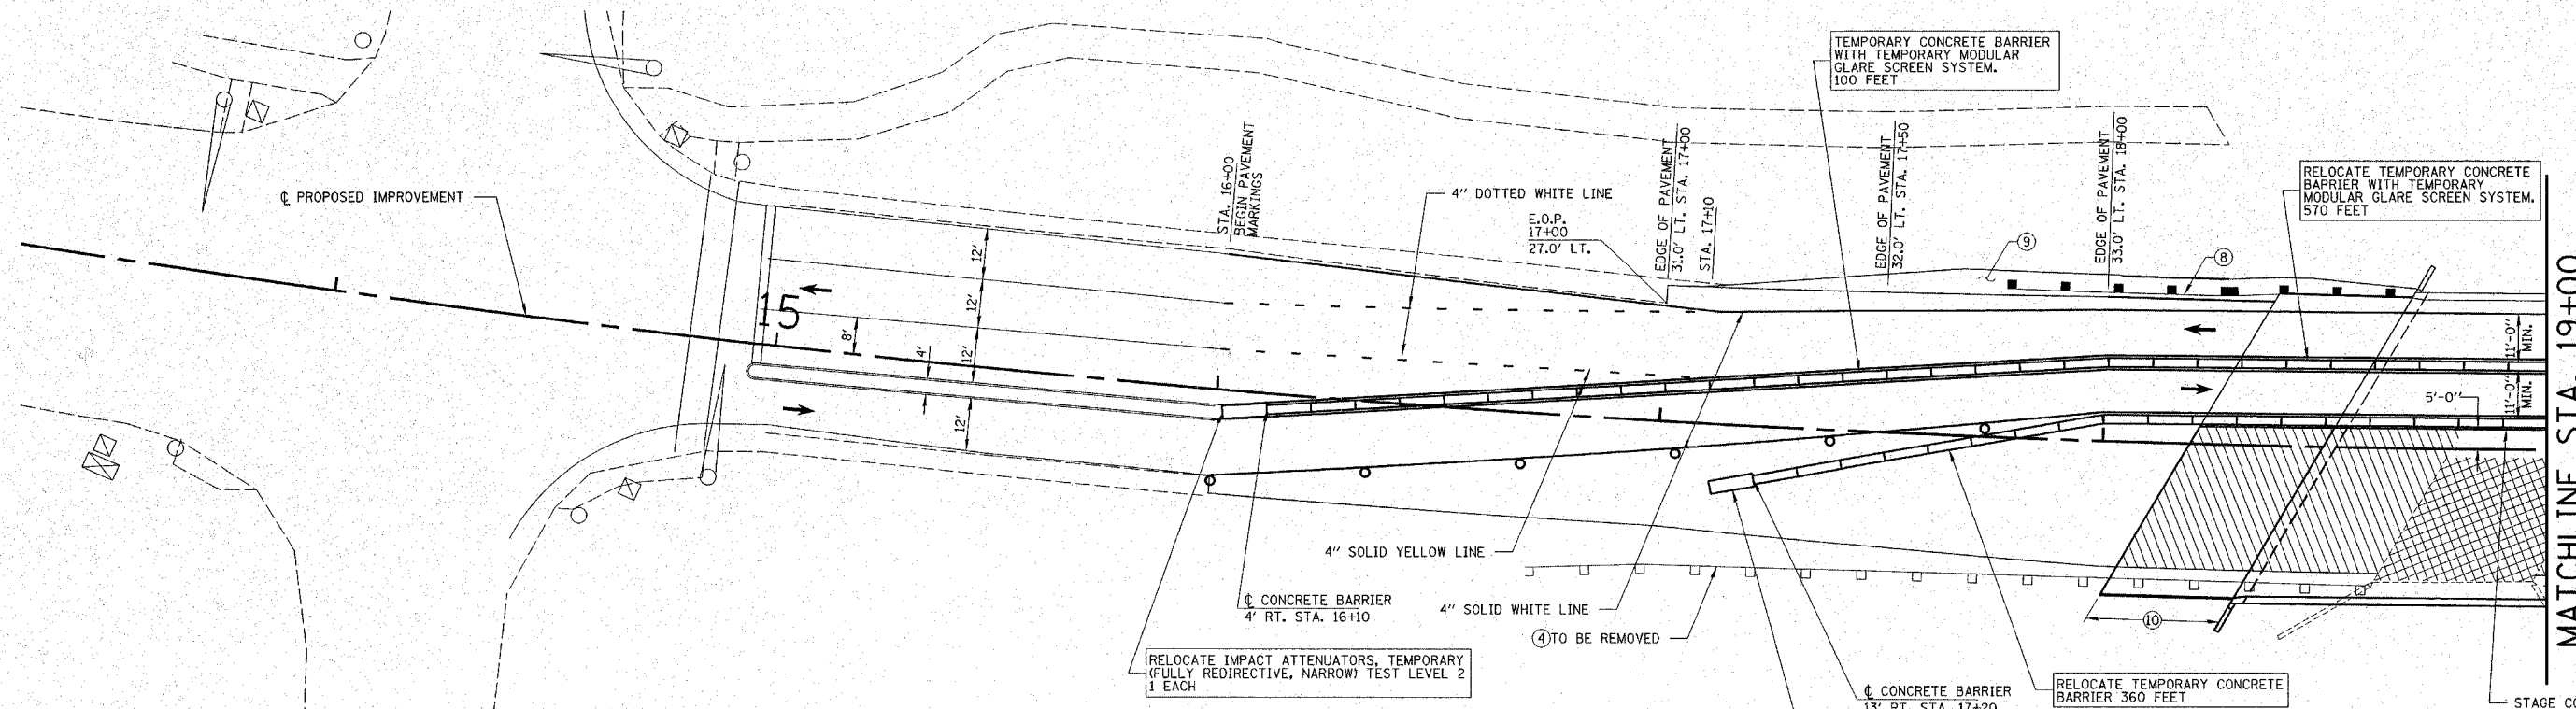 TEMPORARY CONCRETE BARRIER
WITH TEMPORARY MODULAR
GLARE SCREEN SYSTEM.
100 FEET
RELOCATE TEMPORARY CONCRETE
BARRIER WITH TEMPORARY
MODULAR GLARE SCREEN SYSTEM.
570 FEET
℄ PROPOSED IMPROVEMENT
STA. 16+00
BEGIN PAVEMENT
MARKINGS
4" DOTTED WHITE LINE
E.O.P.
17+00
27.0' LT.
EDGE OF PAVEMENT
31.0' LT. STA. 17+00
STA. 17+10
EDGE OF PAVEMENT
32.0' LT. STA. 17+50
EDGE OF PAVEMENT
33.0' LT. STA. 18+00
9
8
15
12'
12'
12'
8'
4'
12'
11'-0"
MIN.
11'-0"
MIN.
5'-0"
MATCHLINE STA. 19+00
4" SOLID YELLOW LINE
4" SOLID WHITE LINE
4 TO BE REMOVED
10
℄ CONCRETE BARRIER
4' RT. STA. 16+10
RELOCATE IMPACT ATTENUATORS, TEMPORARY
(FULLY REDIRECTIVE, NARROW) TEST LEVEL 2
1 EACH
℄ CONCRETE BARRIER
13' RT. STA. 17+20
RELOCATE TEMPORARY CONCRETE
BARRIER 360 FEET
STAGE